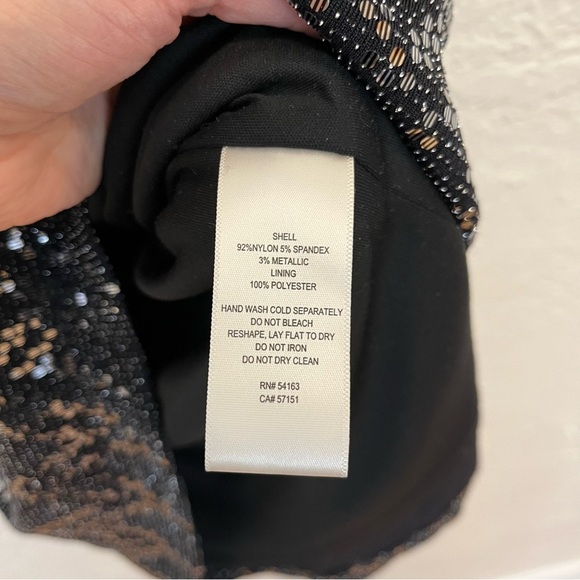 SHELL
92%NYLON 5% SPANDEX
3% METALLIC
LINING
100% POLYESTER
HAND WASH COLD SEPARATELY
DO NOT BLEACH
RESHAPE, LAY FLAT TO DRY
DO NOT IRON
DO NOT DRY CLEAN
RN# 54163
CA# 57151